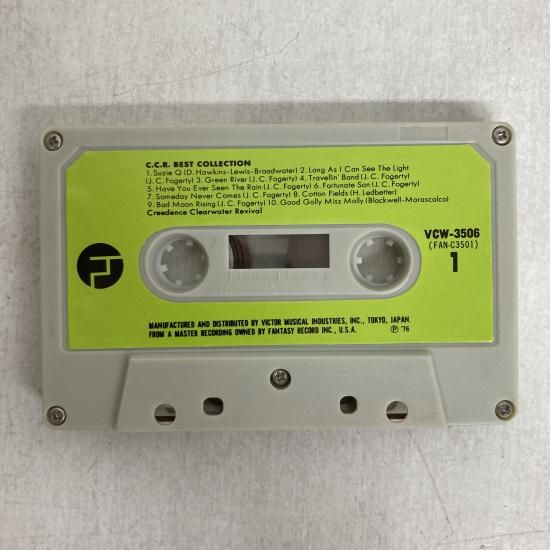 C.C.R. BEST COLLECTION
1. Suzie Q (D. Hawkins-Lewis-Broadwater) 2. Long As I Can See The Light
(J. C. Fogerty) 3. Green River (J. C. Fogerty) 4. Travellin' Band (J. C. Fogerty)
5. Have You Ever Seen The Rain (J. C. Fogerty) 6. Fortunate Son (J. C. Fogerty)
7. Someday Never Comes (J. C. Fogerty) 8. Cotton Fields (H. Ledbetter)
9. Bad Moon Rising (J. C. Fogerty) 10. Good Golly Miss Molly (Blackwell-Marascalco)
Creedence Clearwater Revival
VCW-3506
(FAN-C3501)
1
50
MANUFACTURED AND DISTRIBUTED BY VICTOR MUSICAL INDUSTRIES, INC., TOKYO, JAPAN.
FROM A MASTER RECORDING OWNED BY FANTASY RECORD INC., U.S.A. Ⓟ '76